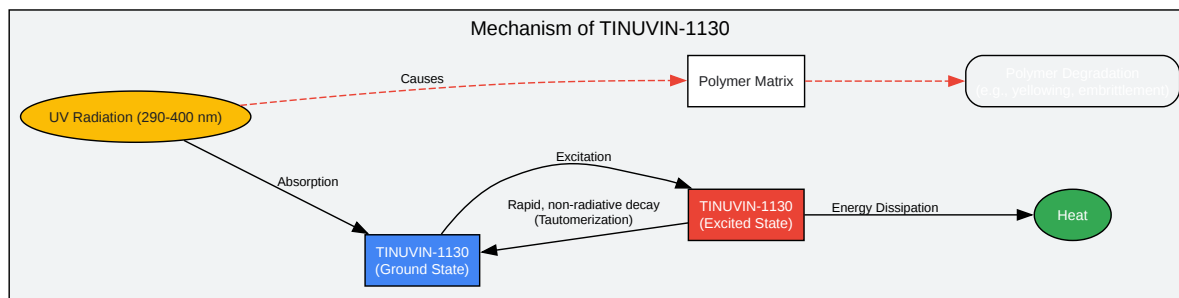 Mechanism of TINUVIN-1130
Causes
Polymer Matrix
Polymer Degradation
(e.g., yellowing, embrittlement)
UV Radiation (290-400 nm)
Absorption
Excitation
Rapid, non-radiative decay
(Tautomerization)
TINUVIN-1130
(Excited State)
Energy Dissipation
Heat
TINUVIN-1130
(Ground State)